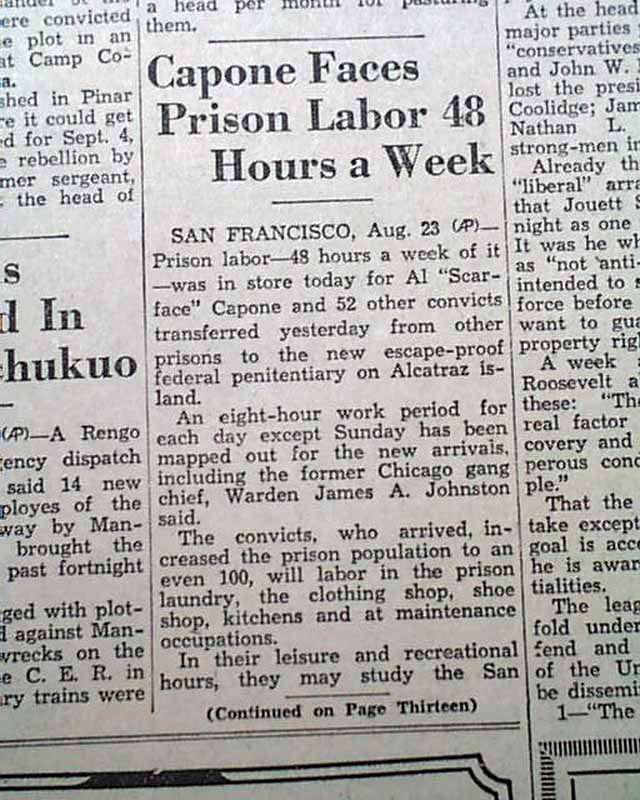 ere convicted
e plot in an
at Camp Co-
a.
shed in Pinar
re it could get
d for Sept. 4,
e rebellion by
mer sergeant,
the head of
s
d In
chukuo
(AP)—A Rengo
ency dispatch
said 14 new
ployes of the
way by Man-
brought the
past fortnight
ged with plot-
d against Man-
wrecks on the
e C. E. R. in
ry trains were
a head per month for pasturing
them.
Capone Faces
Prison Labor 48
Hours a Week
SAN FRANCISCO, Aug. 23 (AP)—
Prison labor—48 hours a week of it
—was in store today for Al "Scar-
face" Capone and 52 other convicts
transferred yesterday from other
prisons to the new escape-proof
federal penitentiary on Alcatraz is-
land.
An eight-hour work period for
each day except Sunday has been
mapped out for the new arrivals,
including the former Chicago gang
chief, Warden James A. Johnston
said.
The convicts, who arrived, in-
creased the prison population to an
even 100, will labor in the prison
laundry, the clothing shop, shoe
shop, kitchens and at maintenance
occupations.
In their leisure and recreational
hours, they may study the San
(Continued on Page Thirteen)
At the head
major parties
"conservatives
and John W.
lost the presi
Coolidge; Jam
Nathan L.
strong-men in
Already th
"liberal" arra
that Jouett S
night as one
It was he wh
as "not 'anti-
intended to s
force before
want to gua
property rig
A week a
Roosevelt a
these: "The
real factor
covery and
perous cond
ple."
That the
take except
goal is acc
he is awar
tialities.
The leag
fold under
fend and
of the Un
be dissemi
1—"The